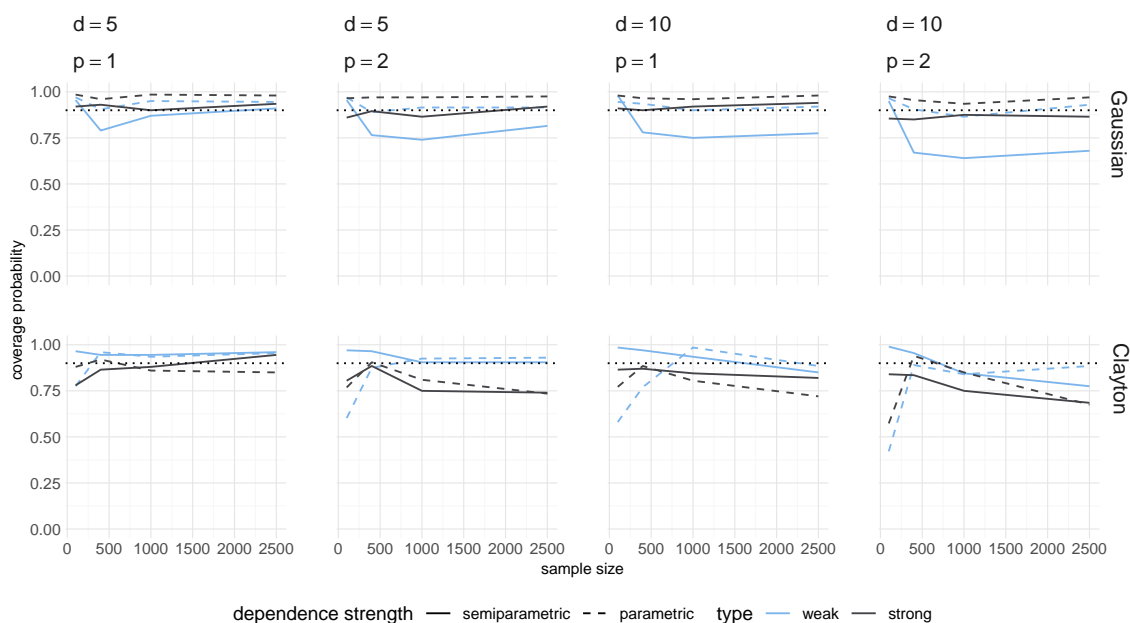 d = 5 d = 5 d = 10 d = 10
p = 1 p = 2 p = 1 p = 2
1.00
0.75
0.50
0.25
0.00
Gaussian
coverage probability
1.00
0.75
0.50
0.25
0.00
Clayton
0 500 1000 1500 2000 2500 0 500 1000 1500 2000 2500 0 500 1000 1500 2000 2500 0 500 1000 1500 2000 2500
sample size
dependence strength semiparametric parametric type weak strong